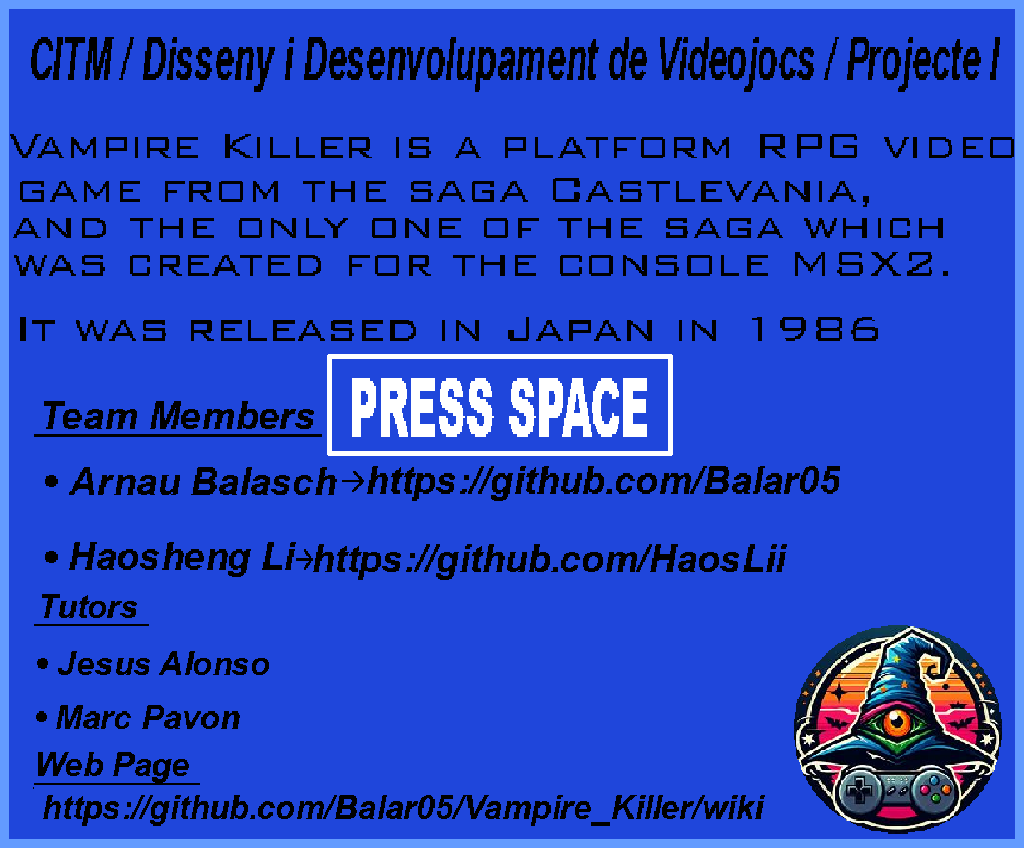 CITM / Disseny i Desenvolupament de Videojocs / Projecte I
Vampire Killer is a platform RPG video
game from the saga Castlevania,
and the only one of the saga which
was created for the console MSX2.
It was released in Japan in 1986
PRESS SPACE
Team Members
• Arnau Balasch→https://github.com/Balar05
• Haosheng Li→https://github.com/HaosLii
Tutors
• Jesus Alonso
• Marc Pavon
Web Page
https://github.com/Balar05/Vampire_Killer/wiki